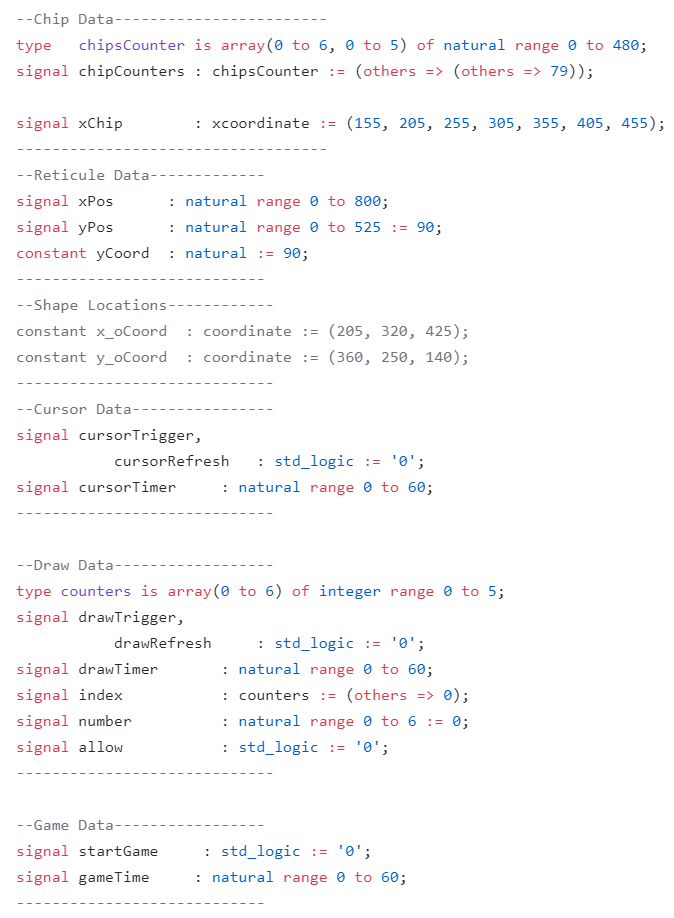 --Chip Data------------------------
type   chipsCounter is array(0 to 6, 0 to 5) of natural range 0 to 480;
signal chipCounters : chipsCounter := (others => (others => 79));
signal xChip        : xcoordinate := (155, 205, 255, 305, 355, 405, 455);
-----------------------------------
--Reticule Data-------------
signal xPos      : natural range 0 to 800;
signal yPos      : natural range 0 to 525 := 90;
constant yCoord  : natural := 90;
----------------------------
--Shape Locations------------
constant x_oCoord  : coordinate := (205, 320, 425);
constant y_oCoord  : coordinate := (360, 250, 140);
-----------------------------
--Cursor Data----------------
signal cursorTrigger,
           cursorRefresh   : std_logic := '0';
signal cursorTimer     : natural range 0 to 60;
-----------------------------
--Draw Data------------------
type counters is array(0 to 6) of integer range 0 to 5;
signal drawTrigger,
           drawRefresh     : std_logic := '0';
signal drawTimer       : natural range 0 to 60;
signal index           : counters := (others => 0);
signal number          : natural range 0 to 6 := 0;
signal allow           : std_logic := '0';
-----------------------------
--Game Data-----------------
signal startGame     : std_logic := '0';
signal gameTime     : natural range 0 to 60;
----------------------------